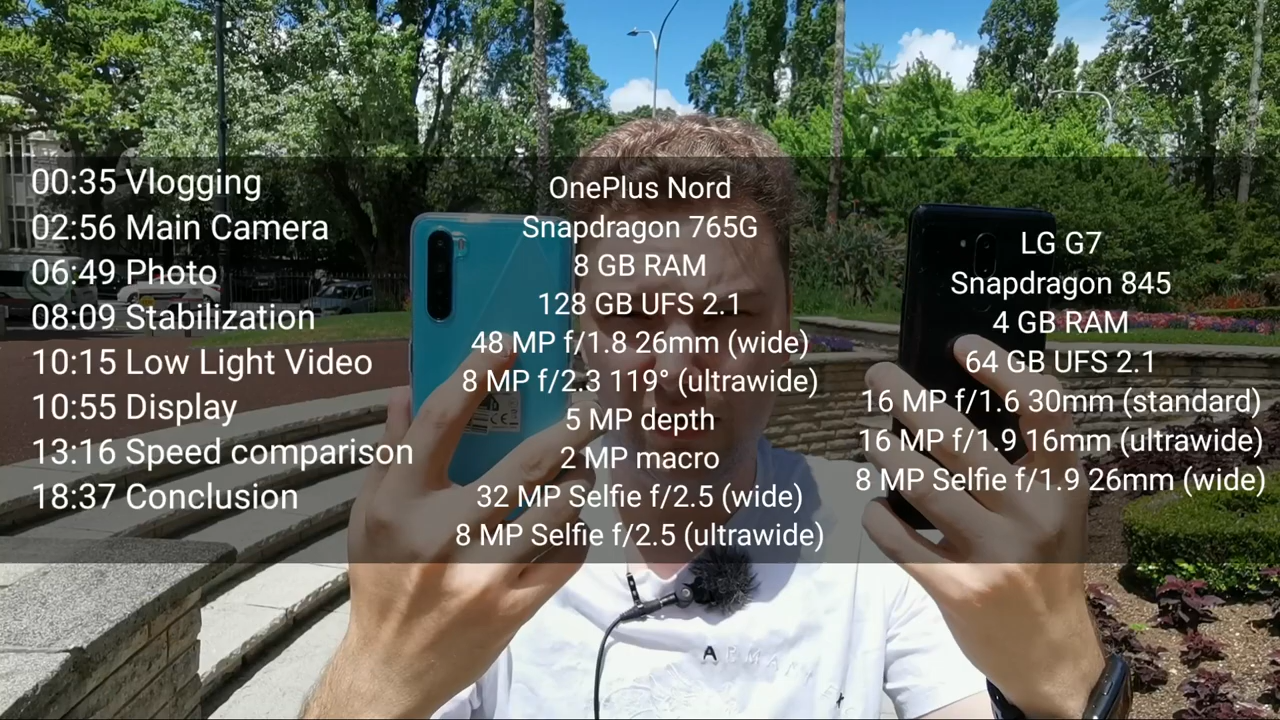 00:35 Vlogging
02:56 Main Camera
06:49 Photo
08:09 Stabilization
10:15 Low Light Video
10:55 Display
13:16 Speed comparison
18:37 Conclusion
OnePlus Nord
Snapdragon 765G
8 GB RAM
128 GB UFS 2.1
48 MP f/1.8 26mm (wide)
8 MP f/2.3 119° (ultrawide)
5 MP depth
2 MP macro
32 MP Selfie f/2.5 (wide)
8 MP Selfie f/2.5 (ultrawide)
LG G7
Snapdragon 845
4 GB RAM
64 GB UFS 2.1
16 MP f/1.6 30mm (standard)
16 MP f/1.9 16mm (ultrawide)
8 MP Selfie f/1.9 26mm (wide)